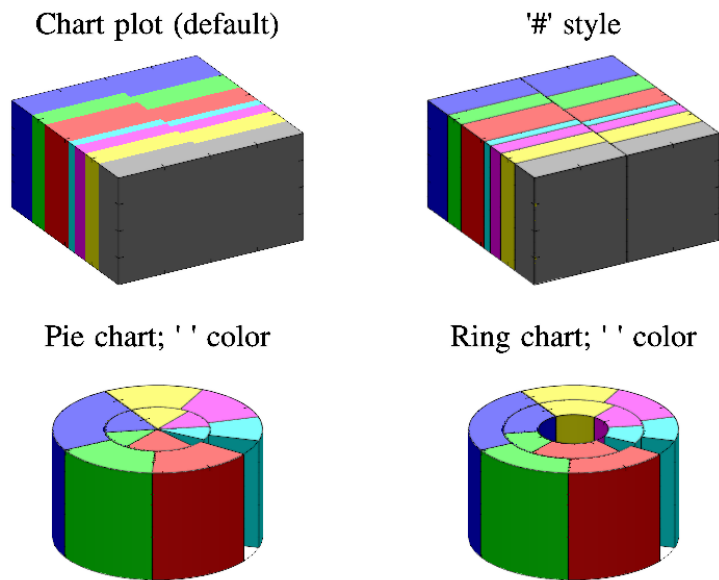 Chart plot (default)
'#' style
Pie chart; ' ' color
Ring chart; ' ' color